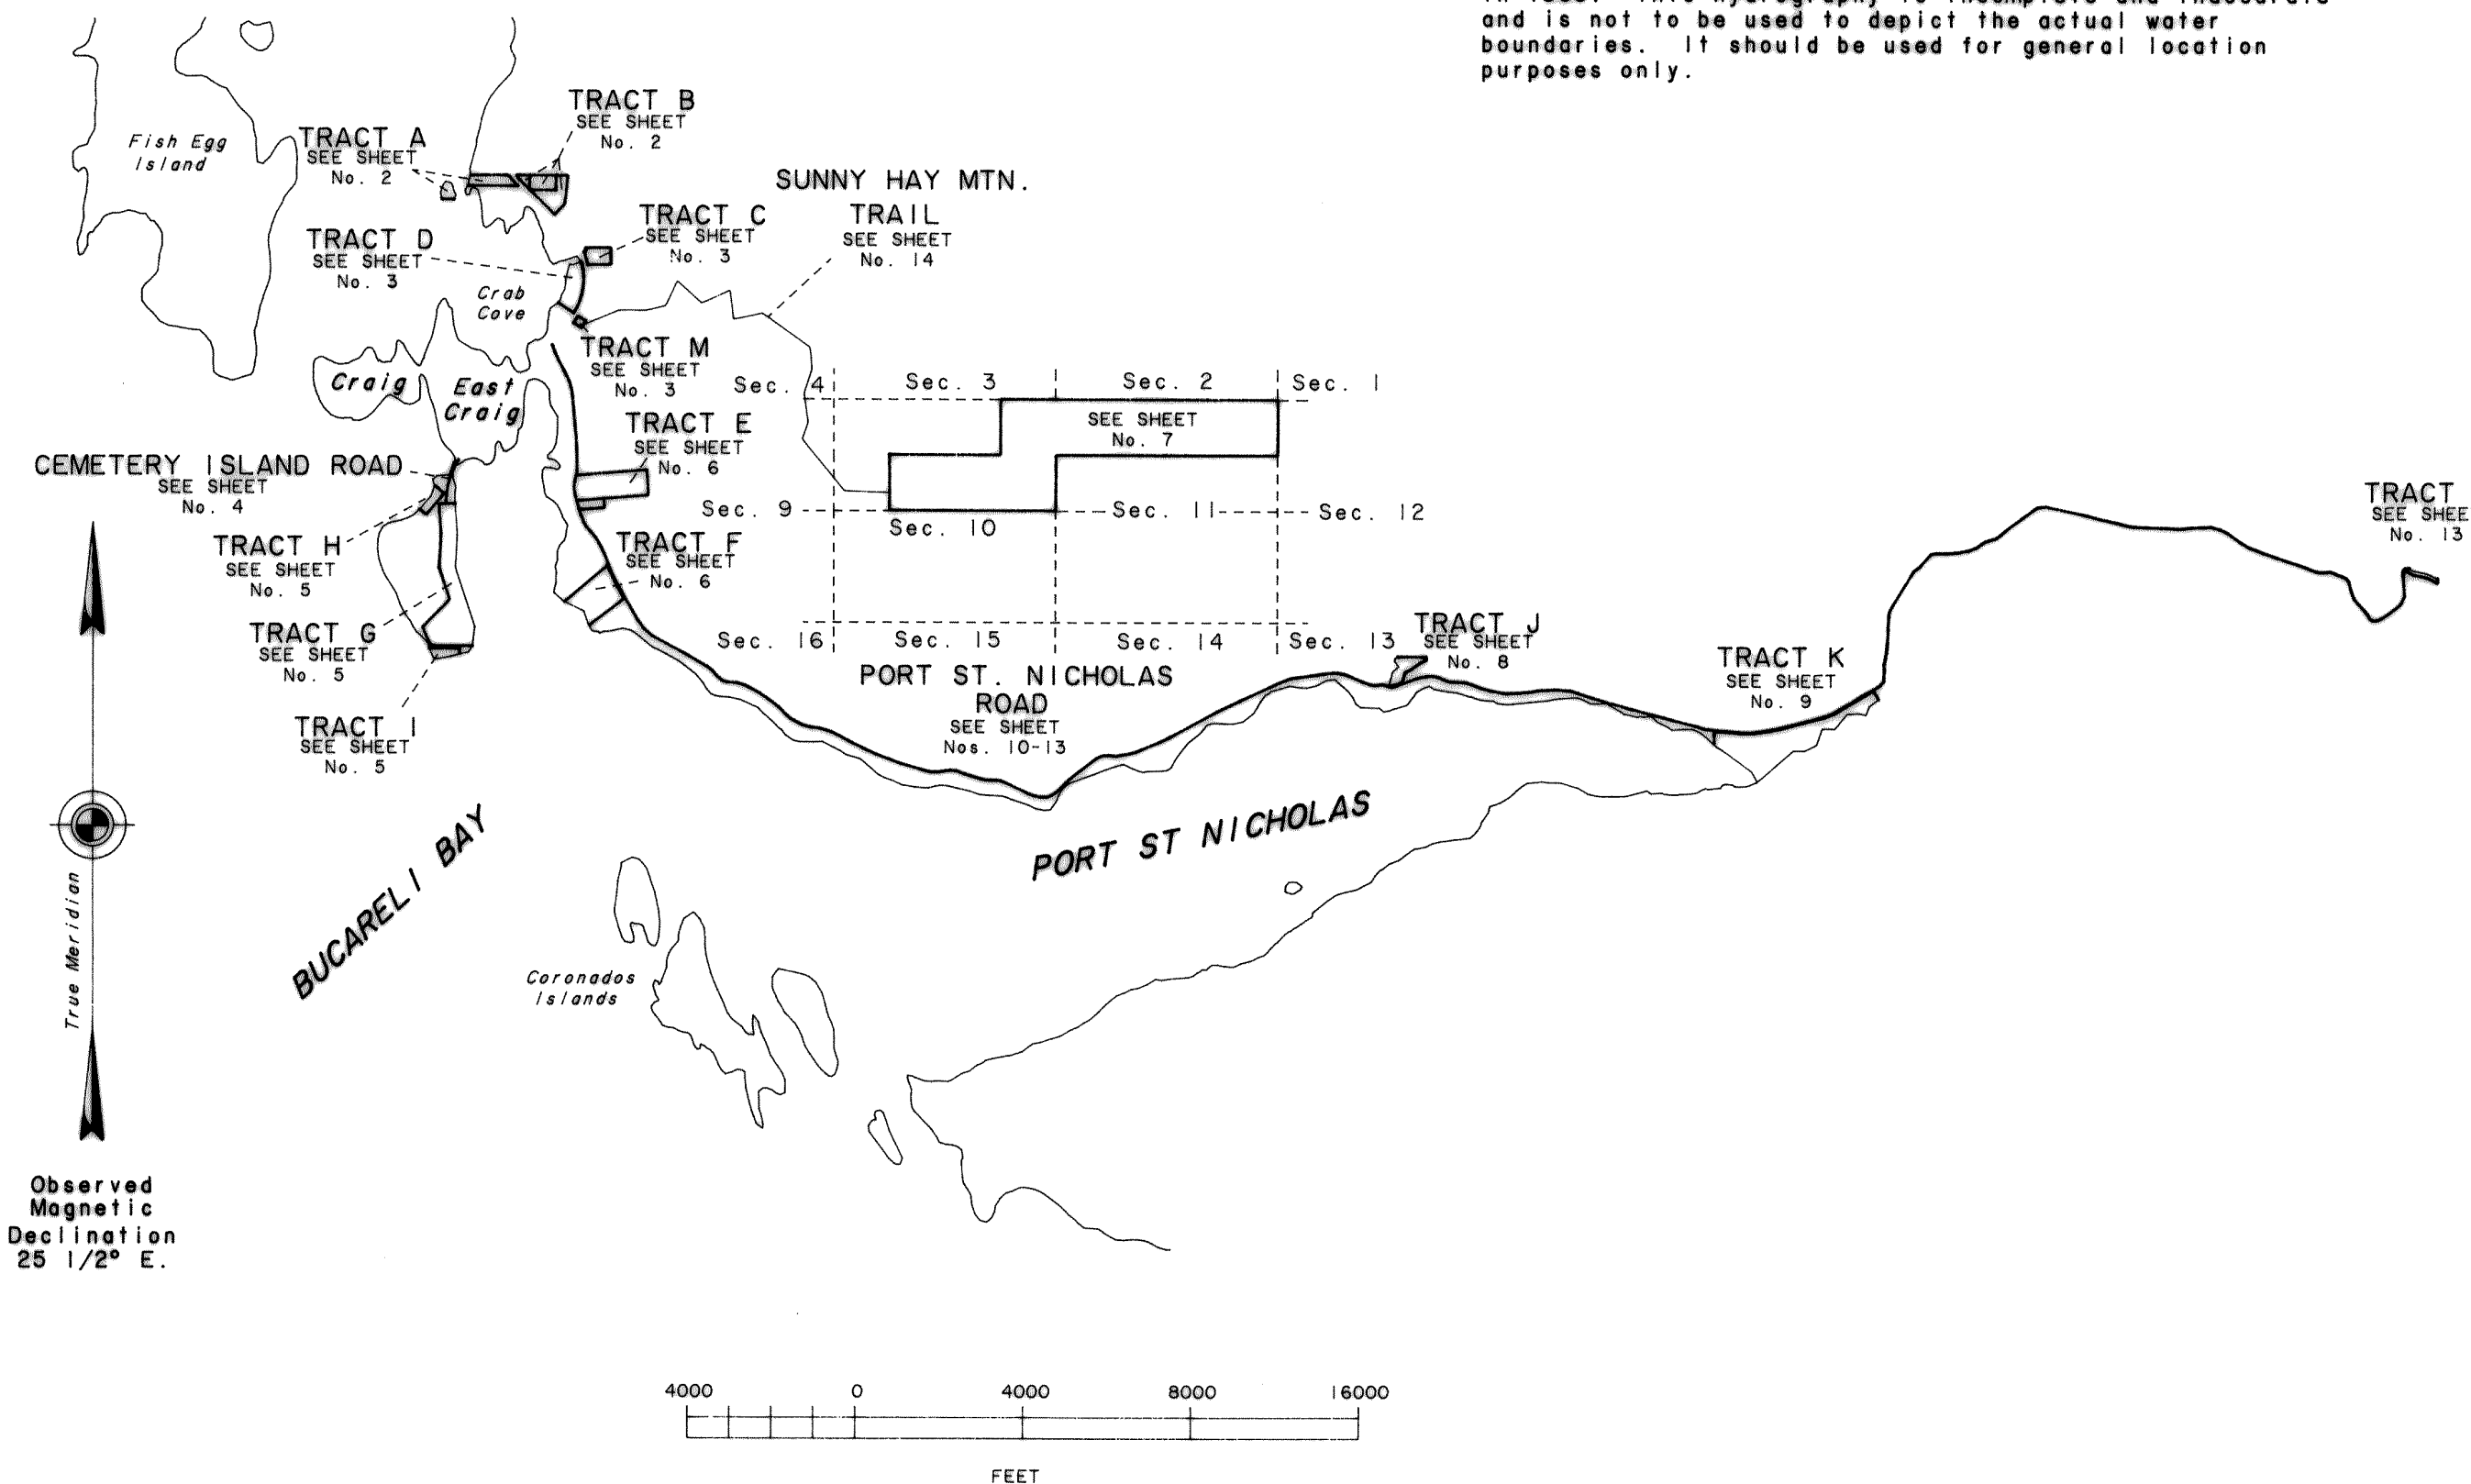 and is not to be used to depict the actual water
boundaries. It should be used for general location
purposes only.
Fish Egg
Island
TRACT A
SEE SHEET
No. 2
TRACT B
SEE SHEET
No. 2
SUNNY HAY MTN.
TRAIL
SEE SHEET
No. 14
TRACT C
SEE SHEET
No. 3
TRACT D
SEE SHEET
No. 3
Crab
Cove
TRACT M
SEE SHEET
No. 3
Craig
East
Craig
Sec. 4
Sec. 3
Sec. 2
Sec. 1
SEE SHEET
No. 7
TRACT E
SEE SHEET
No. 6
CEMETERY ISLAND ROAD
SEE SHEET
No. 4
Sec. 9
Sec. 10
Sec. 11
Sec. 12
TRACT
SEE SHEE
No. 13
TRACT H
SEE SHEET
No. 5
TRACT F
SEE SHEET
No. 6
TRACT G
SEE SHEET
No. 5
Sec. 16
Sec. 15
Sec. 14
Sec. 13
TRACT J
SEE SHEET
No. 8
TRACT K
SEE SHEET
No. 9
PORT ST. NICHOLAS
ROAD
SEE SHEET
Nos. 10-13
TRACT I
SEE SHEET
No. 5
BUCARELI BAY
PORT ST NICHOLAS
True Meridian
Coronados
Islands
Observed
Magnetic
Declination
25 1/2° E.
4000 0 4000 8000 16000
FEET